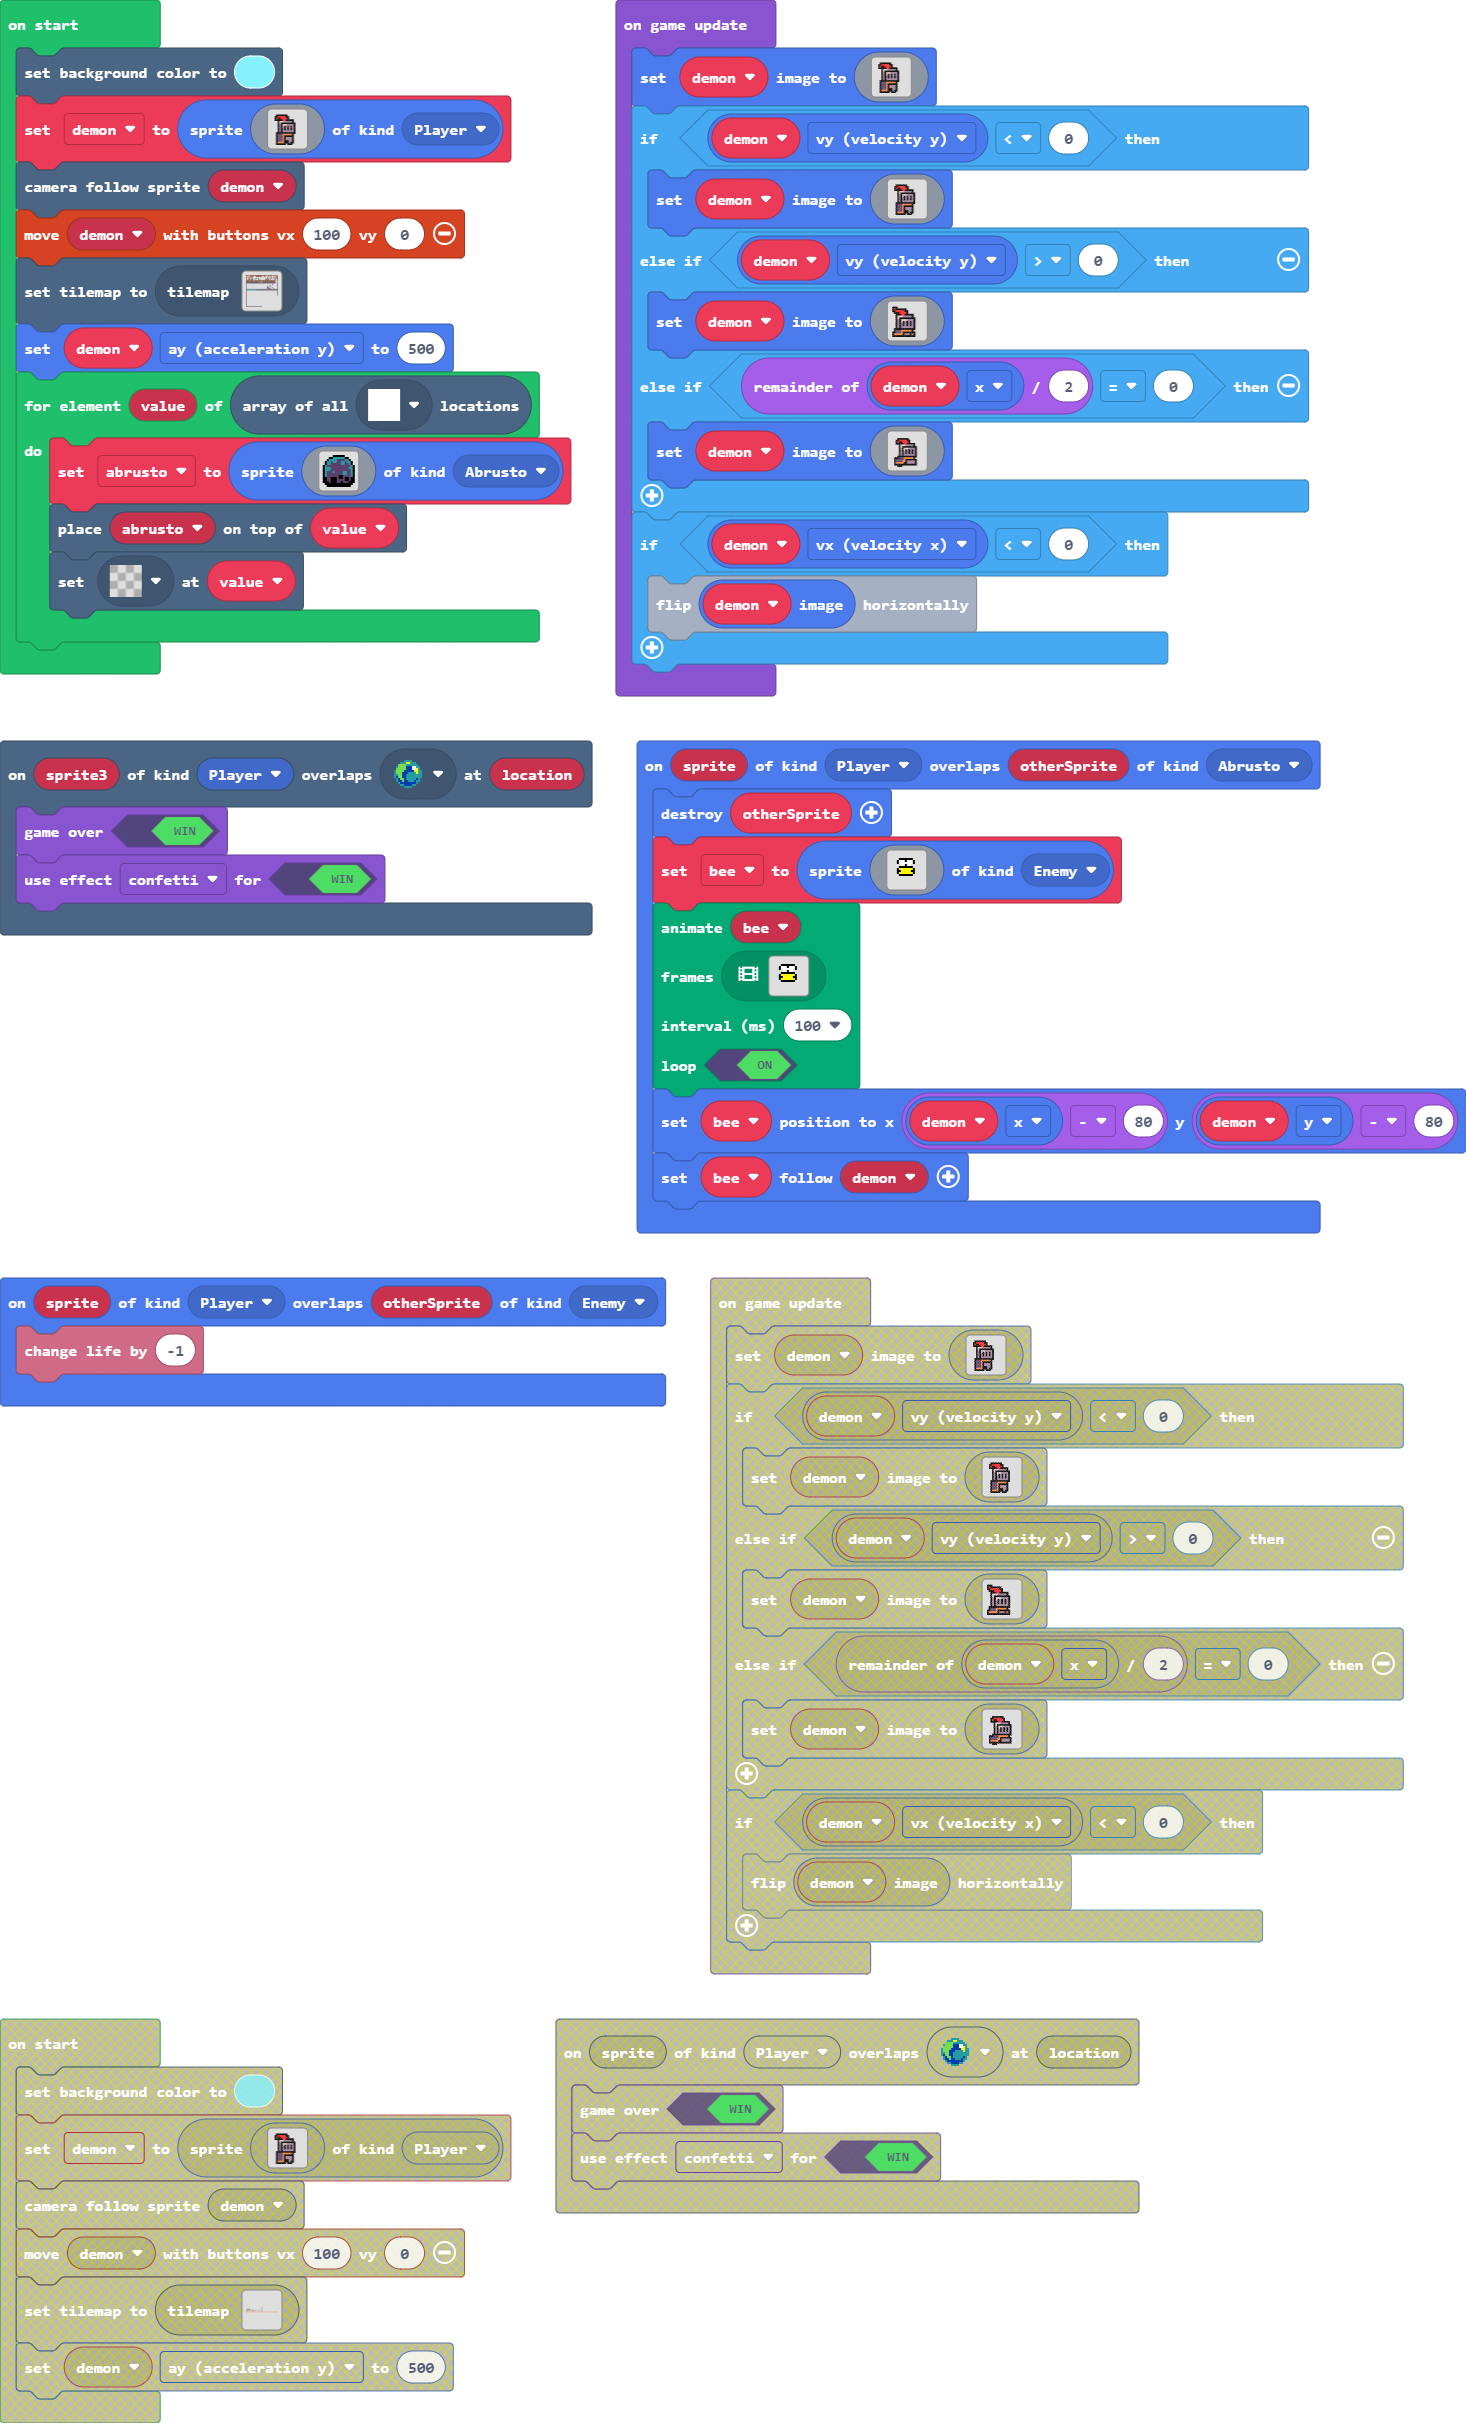 on start
set background color to
set demon to sprite of kind Player
camera follow sprite demon
move demon with buttons vx 100 vy 0
set tilemap to tilemap
set demon ay (acceleration y) to 500
for element value of array of all locations
do
set abrusto to sprite of kind Abrusto
place abrusto on top of value
set at value
on game update
set demon image to
if demon vy (velocity y) < 0 then
set demon image to
else if demon vy (velocity y) > 0 then
set demon image to
else if remainder of demon x / 2 = 0 then
set demon image to
if demon vx (velocity x) < 0 then
flip demon image horizontally
on sprite3 of kind Player overlaps at location
game over WIN
use effect confetti for WIN
on sprite of kind Player overlaps otherSprite of kind Abrusto
destroy otherSprite
set bee to sprite of kind Enemy
animate bee
frames
interval (ms) 100
loop ON
set bee position to x demon x - 80 y demon y - 80
set bee follow demon
on sprite of kind Player overlaps otherSprite of kind Enemy
change life by -1
on game update
set demon image to
if demon vy (velocity y) < 0 then
set demon image to
else if demon vy (velocity y) > 0 then
set demon image to
else if remainder of demon x / 2 = 0 then
set demon image to
if demon vx (velocity x) < 0 then
flip demon image horizontally
on start
set background color to
set demon to sprite of kind Player
camera follow sprite demon
move demon with buttons vx 100 vy 0
set tilemap to tilemap
set demon ay (acceleration y) to 500
on sprite of kind Player overlaps at location
game over WIN
use effect confetti for WIN